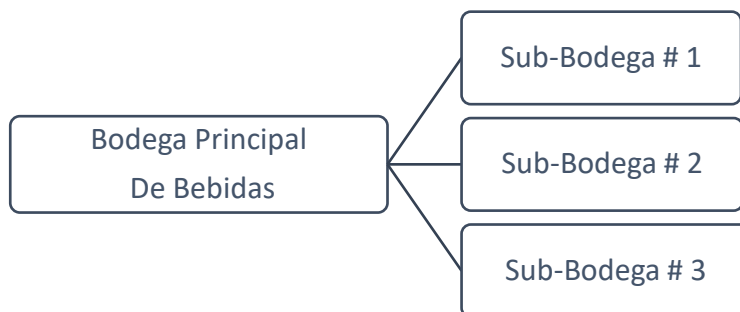 Bodega Principal
De Bebidas
Sub-Bodega # 1
Sub-Bodega # 2
Sub-Bodega # 3